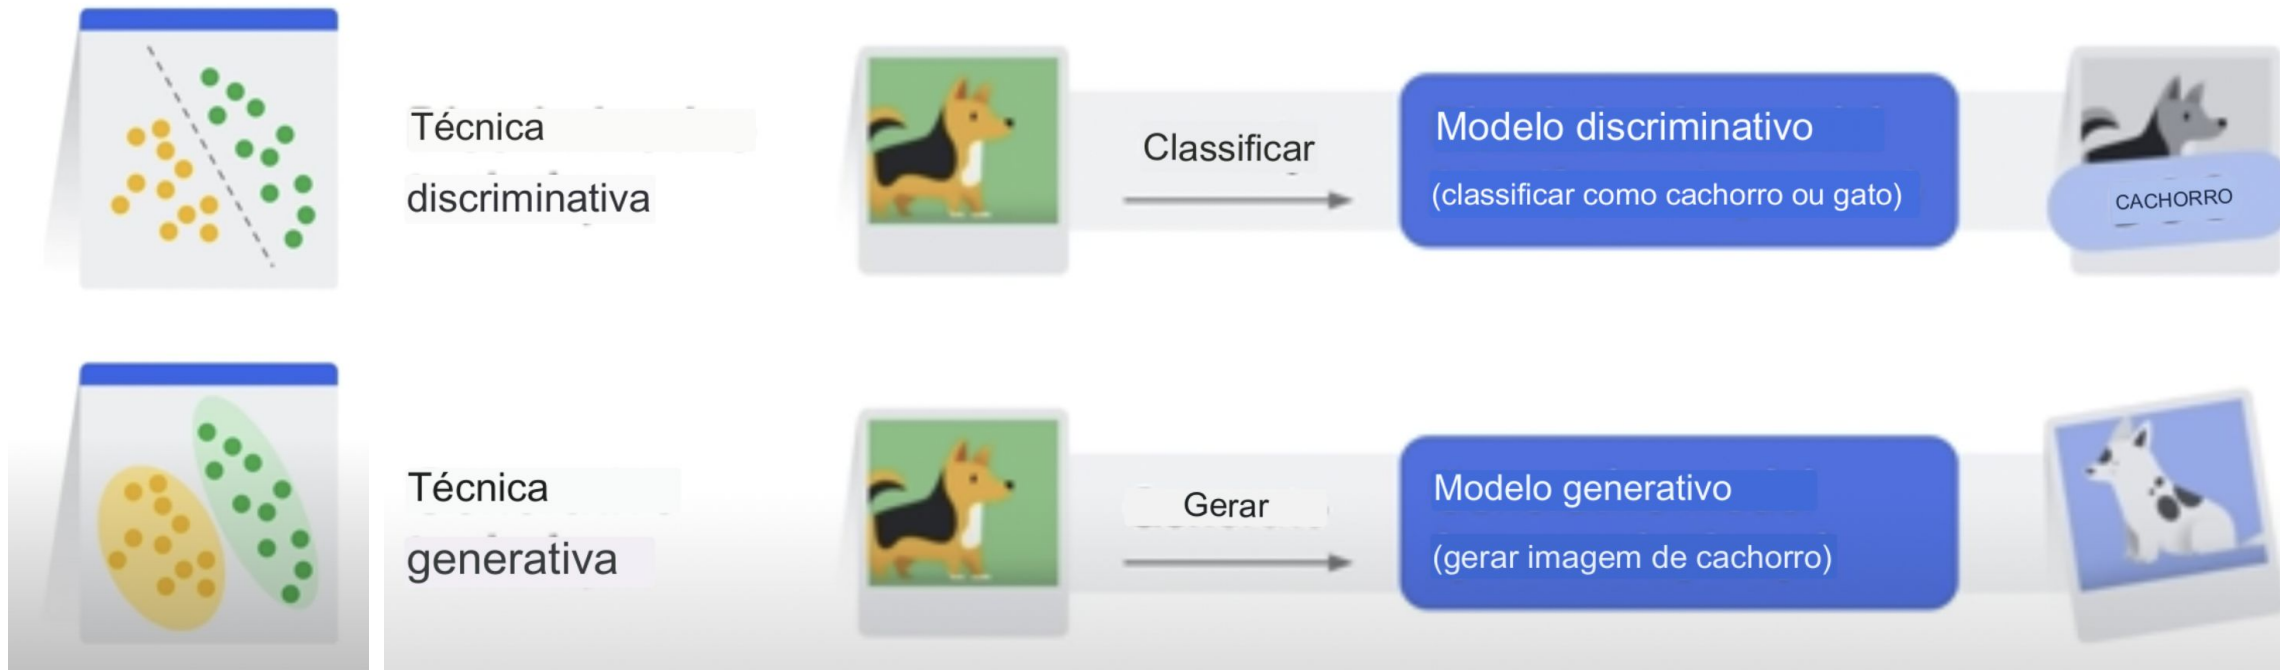 Técnica
discriminativa
Classificar
Modelo discriminativo
(classificar como cachorro ou gato)
CACHORRO
Técnica
generativa
Gerar
Modelo generativo
(gerar imagem de cachorro)